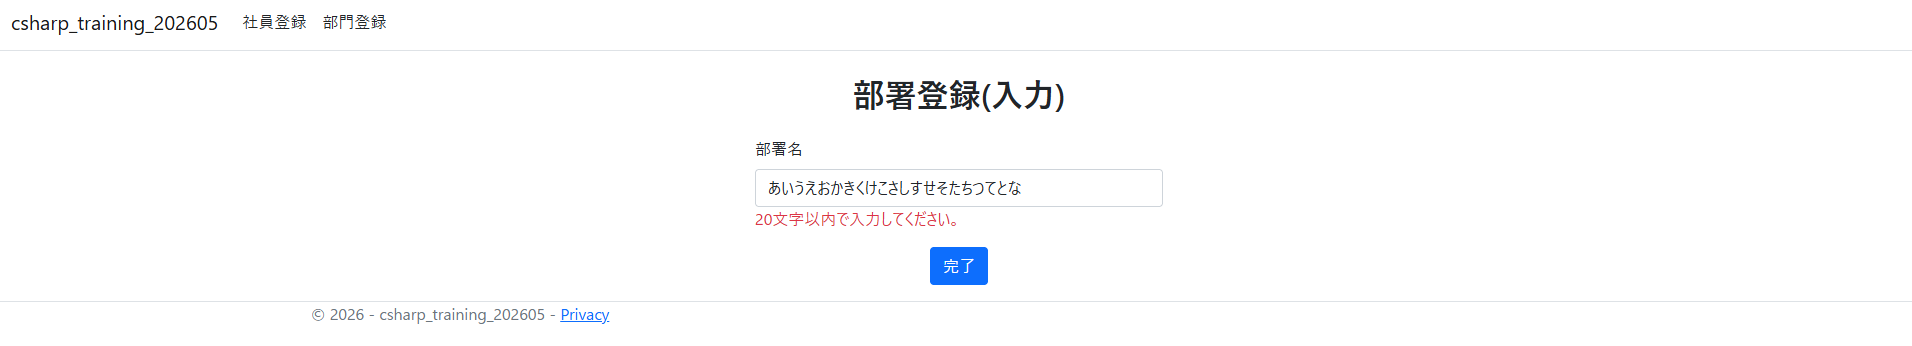 csharp_training_202605 社員登録 部門登録
部署登録(入力)
部署名
あいうえおかきくけこさしすせそたちつてとな
20文字以内で入力してください。
完了
© 2026 - csharp_training_202605 - Privacy